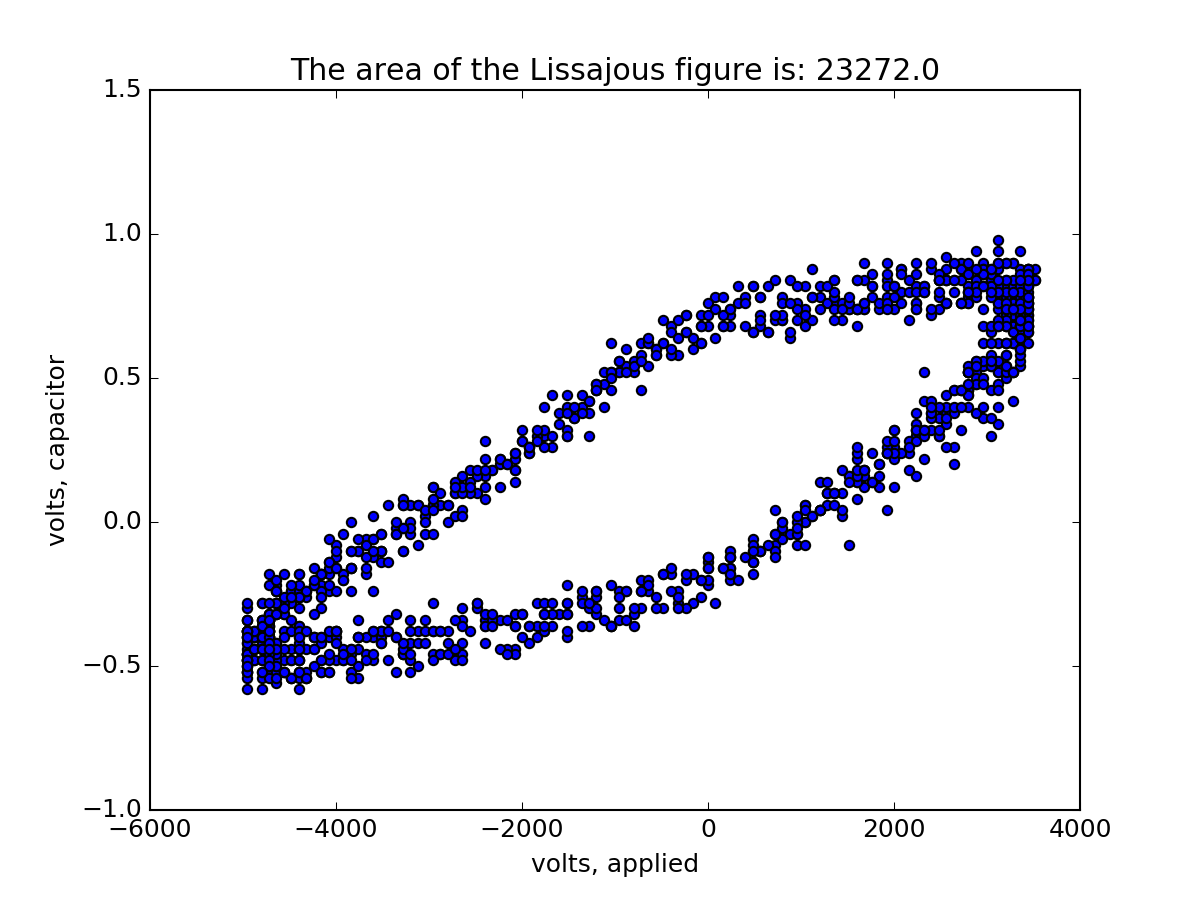 The area of the Lissajous figure is: 23272.0
1.5
1.0
0.5
0.0
−0.5
−1.0
volts, capacitor
−6000 −4000 −2000 0 2000 4000
volts, applied